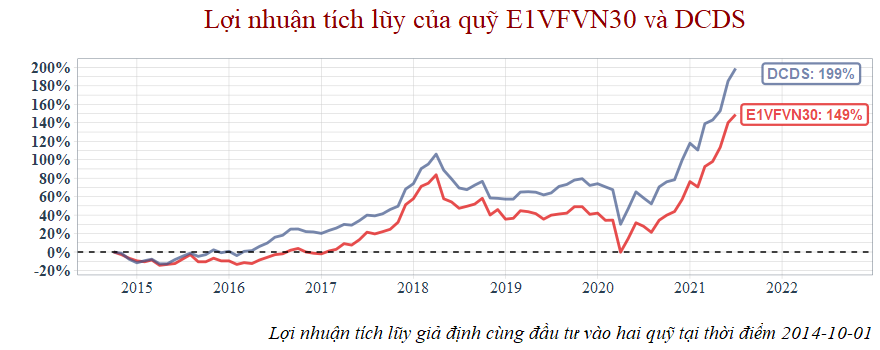 Lợi nhuận tích lũy của quỹ E1VFVN30 và DCDS
200%
180%
160%
140%
120%
100%
80%
60%
40%
20%
0%
-20%
DCDS: 199%
E1VFVN30: 149%
2015 2016 2017 2018 2019 2020 2021 2022
Lợi nhuận tích lũy giả định cùng đầu tư vào hai quỹ tại thời điểm 2014-10-01